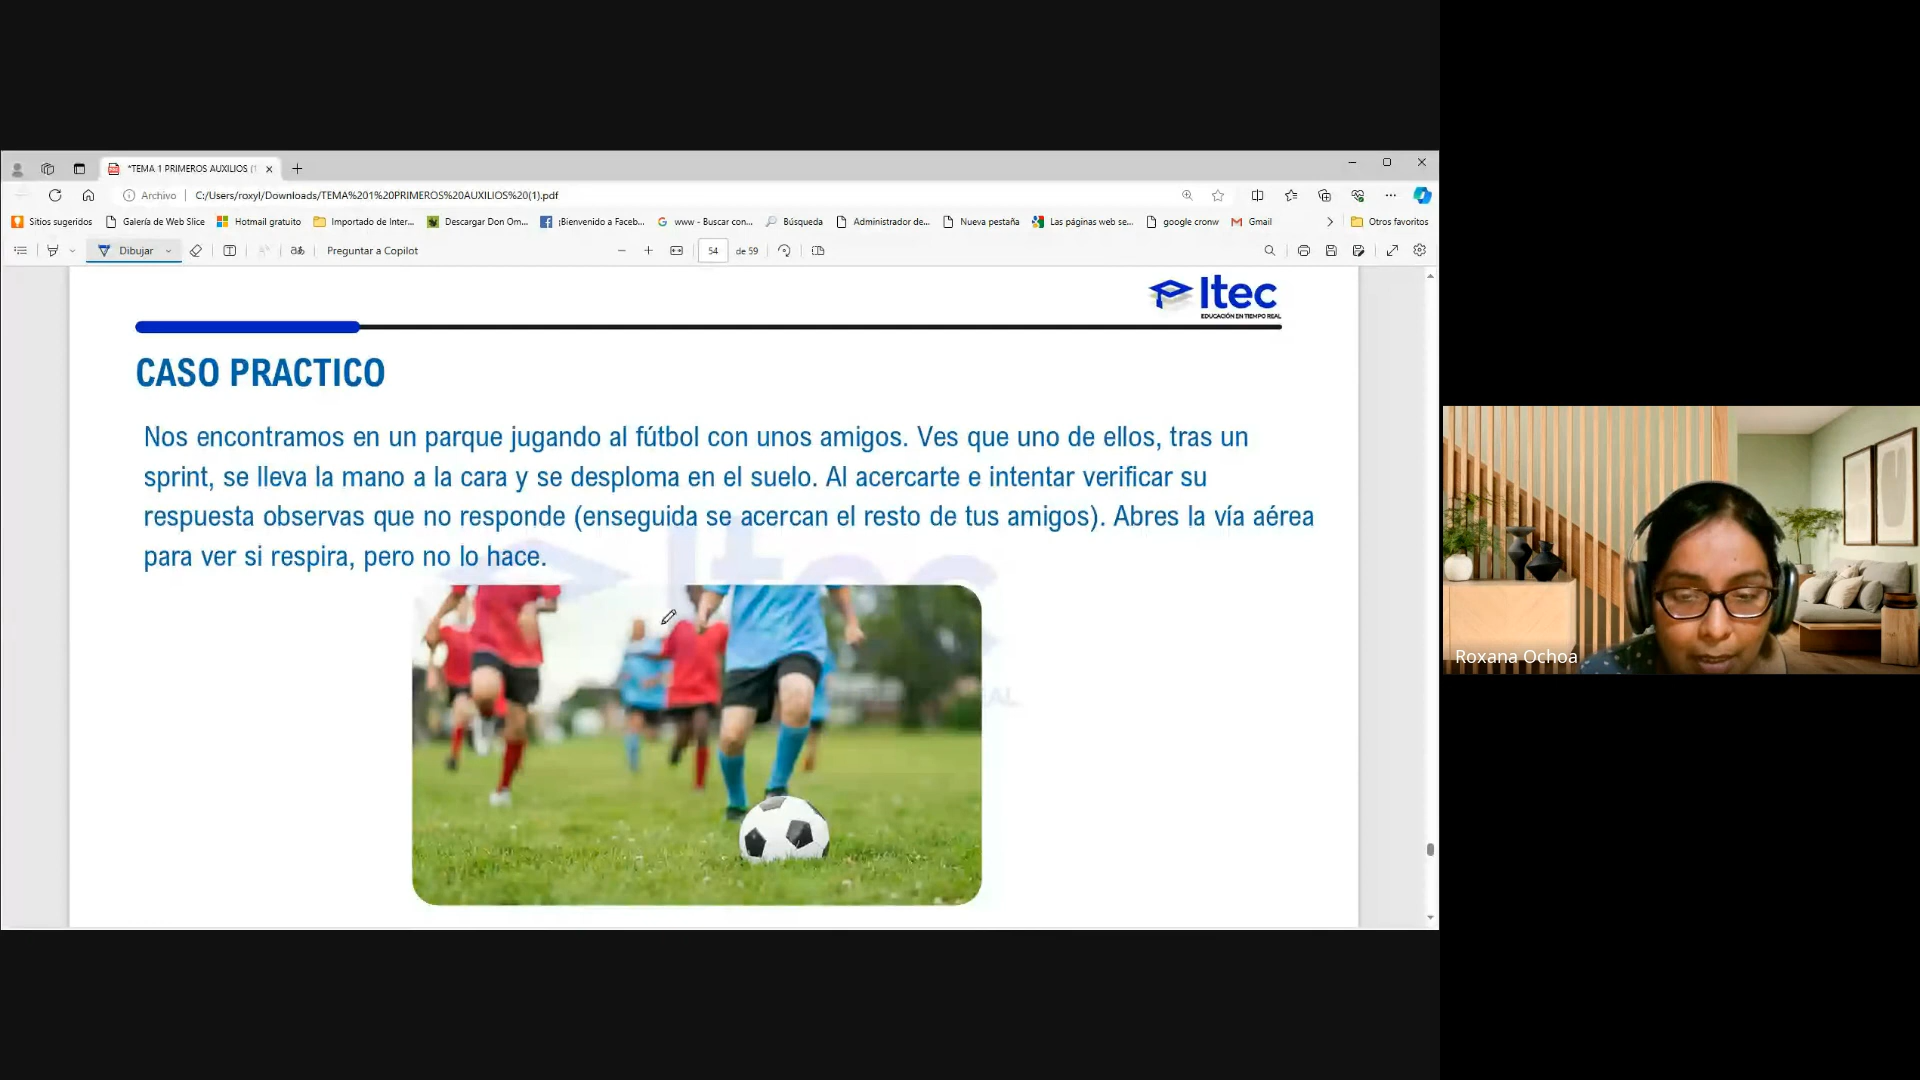 *TEMA 1 PRIMEROS AUXILIOS (1
Archivo
C:/Users/roxyl/Downloads/TEMA%201%20PRIMEROS%20AUXILIOS%20(1).pdf
Sitios sugeridos
Galería de Web Slice
Hotmail gratuito
Importado de Inter...
Descargar Don Om...
¡Bienvenido a Faceb...
www - Buscar con...
Búsqueda
Administrador de...
Nueva pestaña
Las páginas web se...
google cronw
Gmail
Otros favoritos
Dibujar
Preguntar a Copilot
54
de 59
Itec
EDUCACIÓN EN TIEMPO REAL
CASO PRACTICO
Nos encontramos en un parque jugando al fútbol con unos amigos. Ves que uno de ellos, tras un
sprint, se lleva la mano a la cara y se desploma en el suelo. Al acercarte e intentar verificar su
respuesta observas que no responde (enseguida se acercan el resto de tus amigos). Abres la vía aérea
para ver si respira, pero no lo hace.
Roxana Ochoa